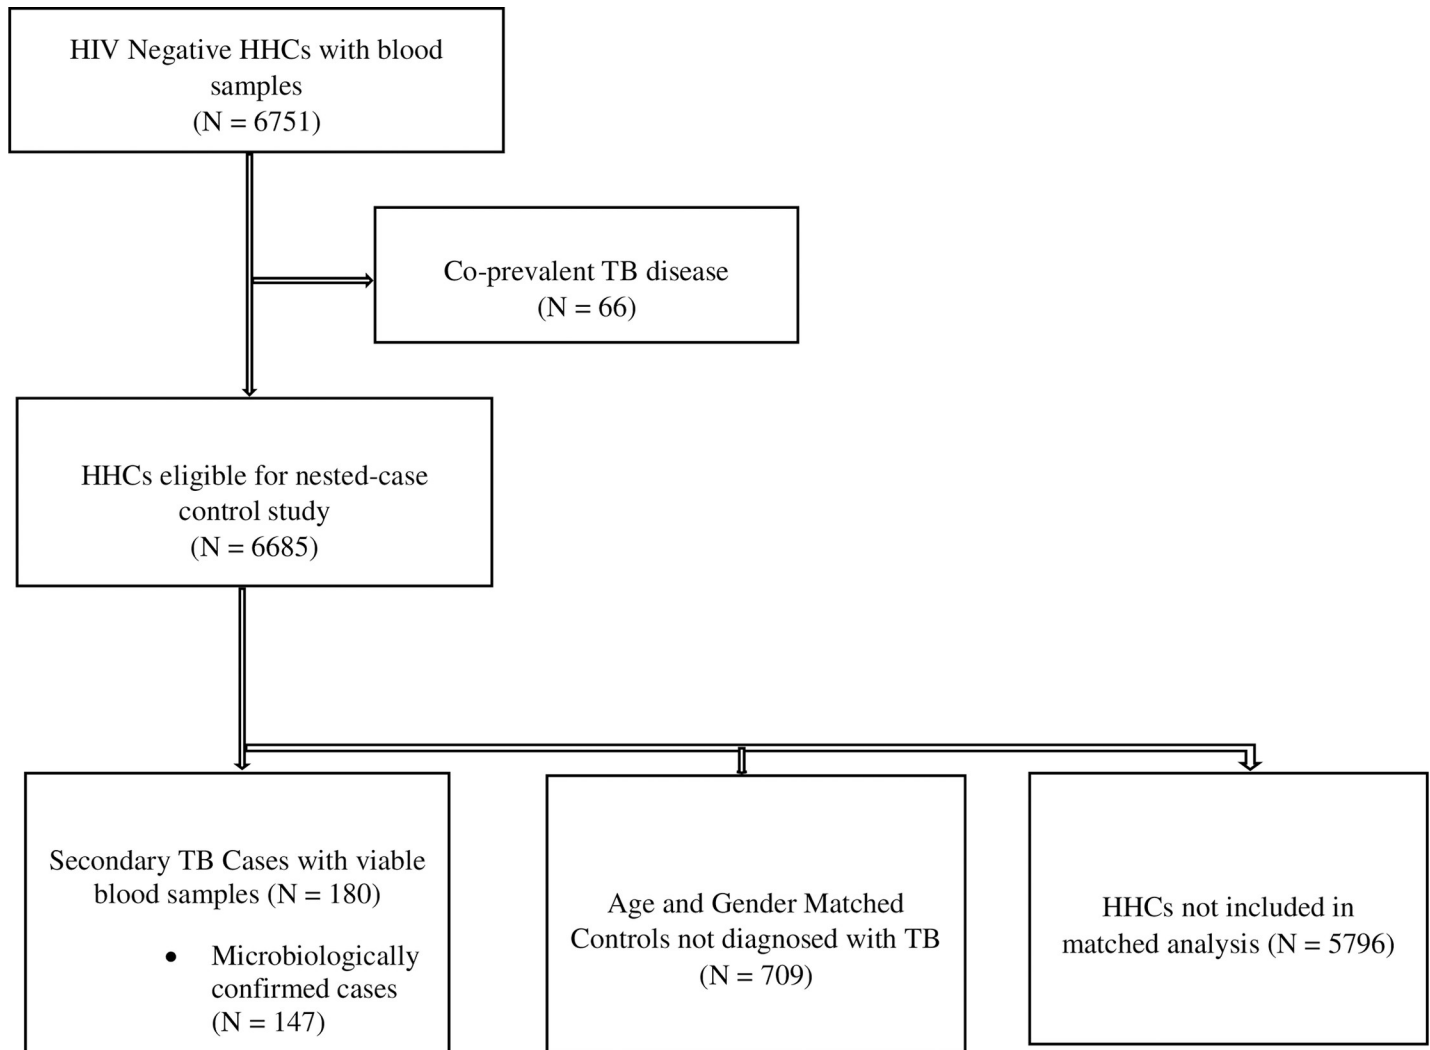 HIV Negative HHCs with blood
samples
(N = 6751)
Co-prevalent TB disease
(N = 66)
HHCs eligible for nested-case
control study
(N = 6685)
Secondary TB Cases with viable
blood samples (N = 180)
• Microbiologically
confirmed cases
(N = 147)
Age and Gender Matched
Controls not diagnosed with TB
(N = 709)
HHCs not included in
matched analysis (N = 5796)